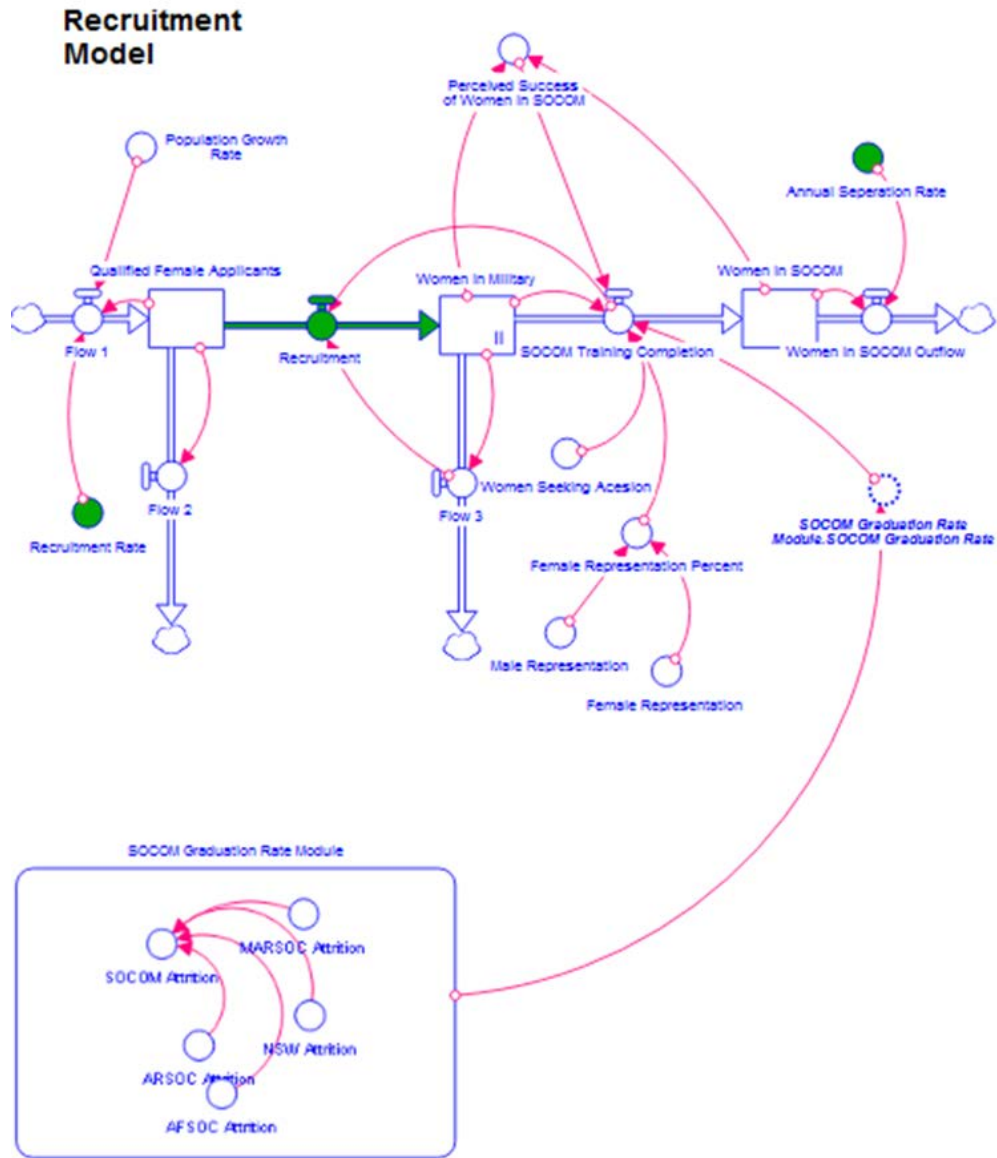 Recruitment
Model
Perceived Success
of Women in SOCOM
Population Growth
Rate
Annual Seperation Rate
Qualified Female Applicants
Women in Military
Women in SOCOM
Flow 1
Recruitment
SOCOM Training Completion
Women in SOCOM Outflow
Women Seeking Acesion
Flow 2
Flow 3
Recruitment Rate
SOCOM Graduation Rate
Module.SOCOM Graduation Rate
Female Representation Percent
Male Representation
Female Representation
SOCOM Graduation Rate Module
MARSOC Attrition
SOCOM Attrition
NSW Attrition
ARSOC Attrition
AFSOC Attrition